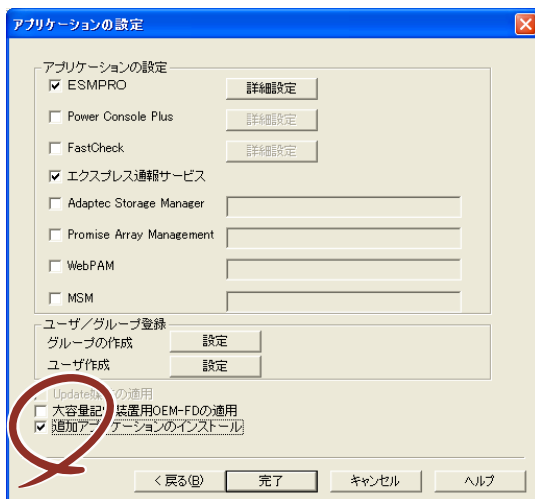 アプリケーションの設定
アプリケーションの設定
ESMPRO 詳細設定
Power Console Plus 詳細設定
FastCheck 詳細設定
エクスプレス通報サービス
Adaptec Storage Manager
Promise Array Management
WebPAM
MSM
ユーザ/グループ登録
グループの作成 設定
ユーザ作成 設定
Update の適用
大容量記 装置用OEM-FDの適用
追加アプリケーションのインストール
< 戻る(B) 完了 キャンセル ヘルプ